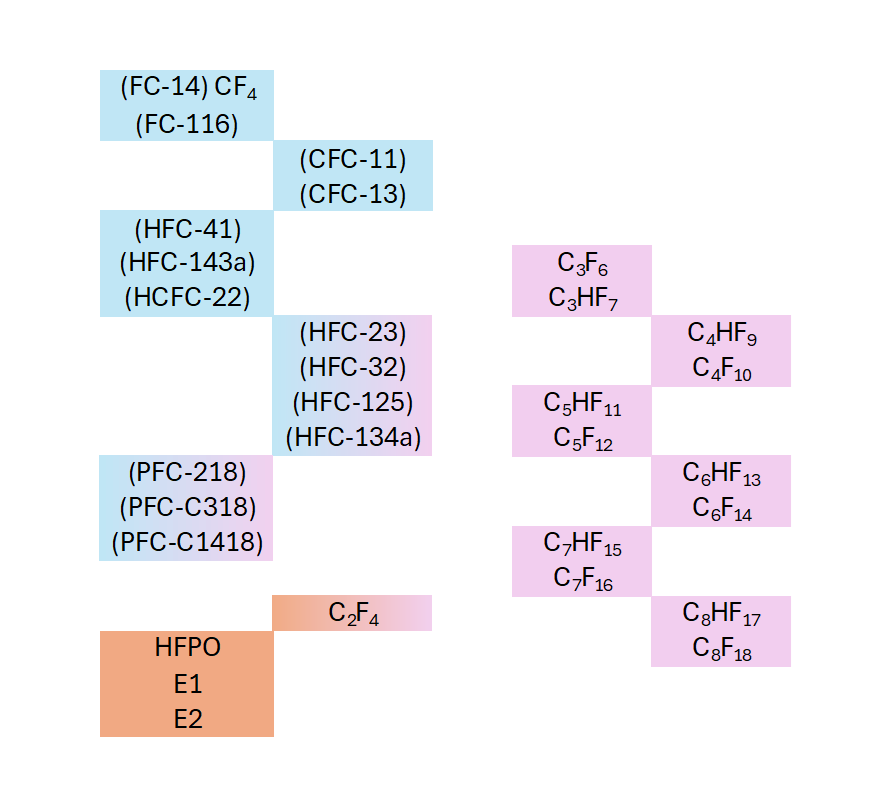 (FC-14) CF₄
(FC-116)
(CFC-11)
(CFC-13)
(HFC-41)
(HFC-143a)
(HCFC-22)
(HFC-23)
(HFC-32)
(HFC-125)
(HFC-134a)
(PFC-218)
(PFC-C318)
(PFC-C1418)
C₂F₄
HFPO
E1
E2
C₃F₆
C₃HF₇
C₄HF₉
C₄F₁₀
C₅HF₁₁
C₅F₁₂
C₆HF₁₃
C₆F₁₄
C₇HF₁₅
C₇F₁₆
C₈HF₁₇
C₈F₁₈